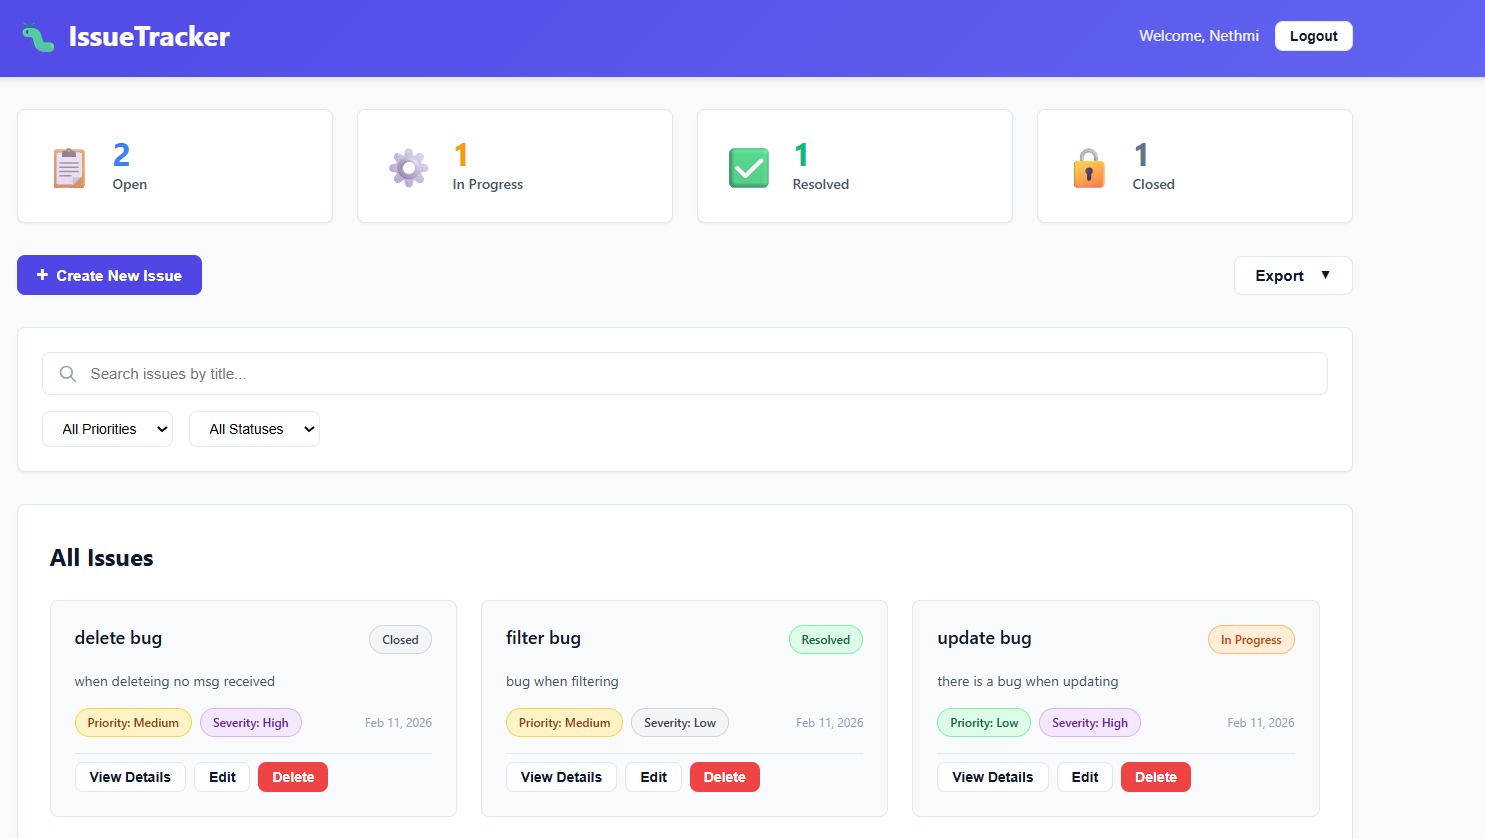 IssueTracker
Welcome, Nethmi
Logout
2
Open
1
In Progress
1
Resolved
1
Closed
+ Create New Issue
Export ▼
Search issues by title...
All Priorities
All Statuses
All Issues
delete bug
Closed
when deleteing no msg received
Priority: Medium
Severity: High
Feb 11, 2026
View Details
Edit
Delete
filter bug
Resolved
bug when filtering
Priority: Medium
Severity: Low
Feb 11, 2026
View Details
Edit
Delete
update bug
In Progress
there is a bug when updating
Priority: Low
Severity: High
Feb 11, 2026
View Details
Edit
Delete